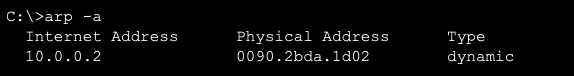 C:\>arp -a
Internet Address Physical Address Type
10.0.0.2 0090.2bda.1d02 dynamic